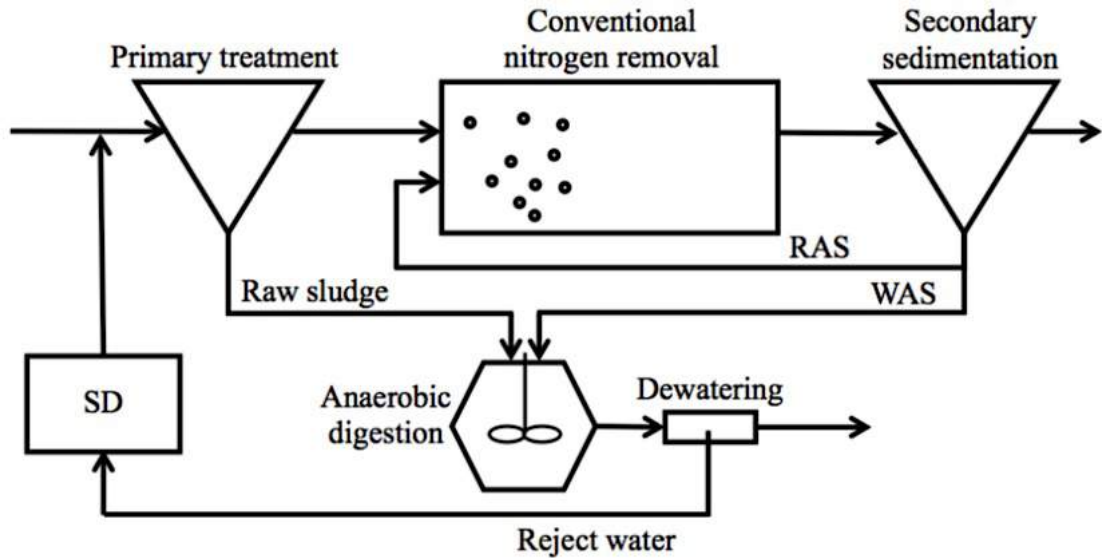 Primary treatment
Conventional
nitrogen removal
Secondary
sedimentation
RAS
WAS
Raw sludge
SD
Anaerobic
digestion
Dewatering
Reject water